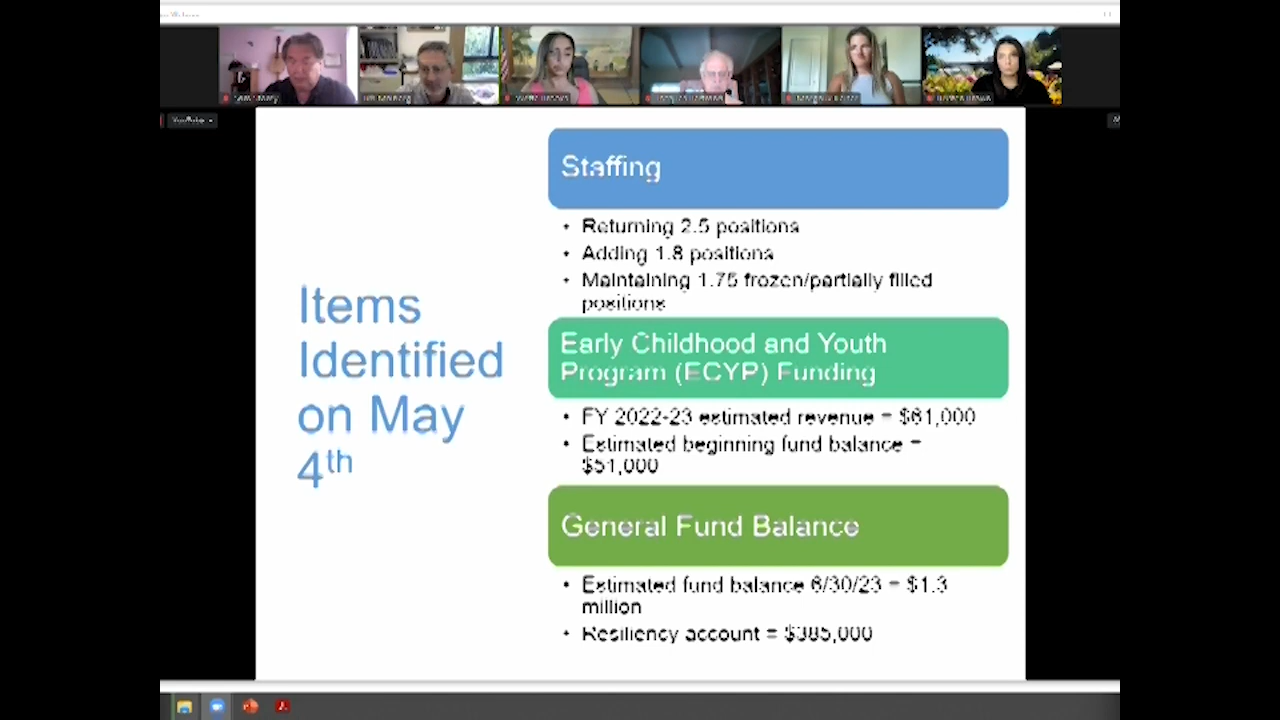 Items
Identified
on May
4th
Staffing
• Returning 2.5 positions
• Adding 1.8 positions
• Maintaining 1.75 frozen/partially filled
positions
Early Childhood and Youth
Program (ECYP) Funding
• FY 2022-23 estimated revenue = $61,000
• Estimated beginning fund balance =
$51,000
General Fund Balance
• Estimated fund balance 6/30/23 = $1.3
million
• Resiliency account = $385,000